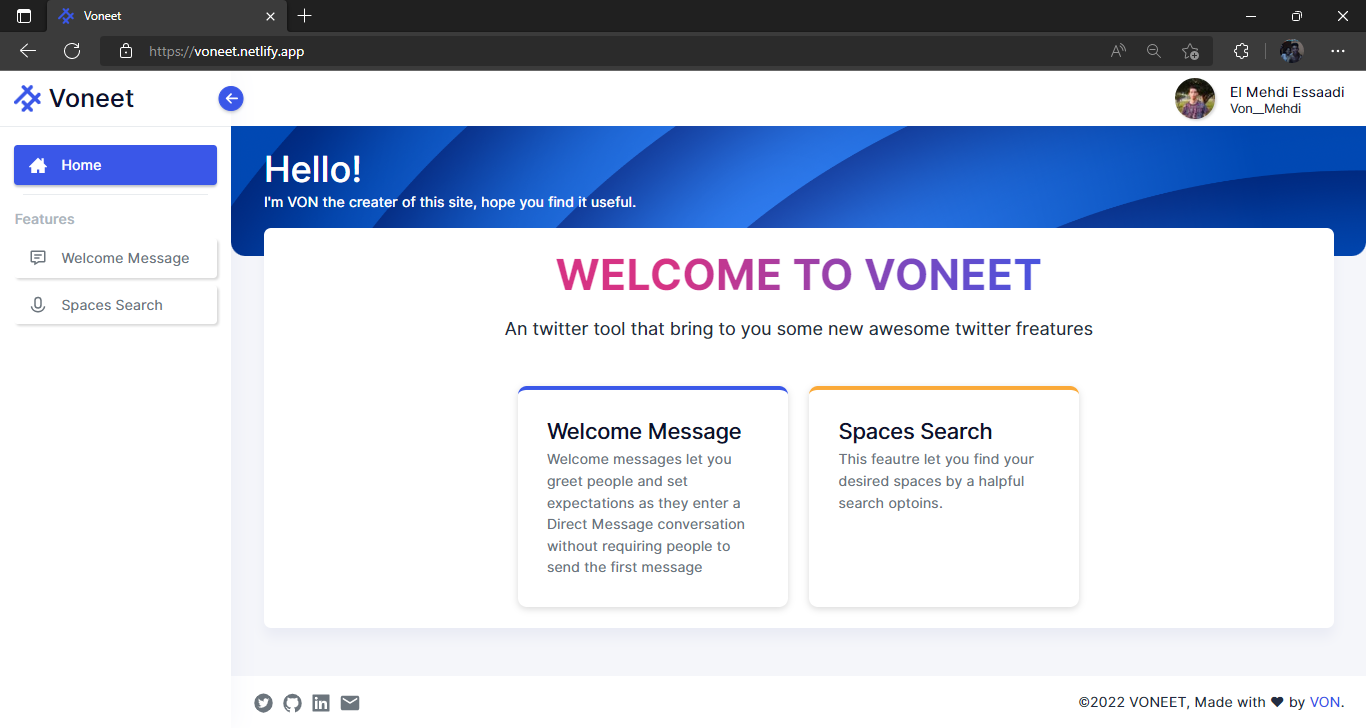 Voneet
https://voneet.netlify.app
Voneet
El Mehdi Essaadi
Von__Mehdi
Home
Features
Welcome Message
Spaces Search
Hello!
I'm VON the creater of this site, hope you find it useful.
WELCOME TO VONEET
An twitter tool that bring to you some new awesome twitter freatures
Welcome Message
Welcome messages let you
greet people and set
expectations as they enter a
Direct Message conversation
without requiring people to
send the first message
Spaces Search
This feautre let you find your
desired spaces by a halpful
search optoins.
©2022 VONEET, Made with ❤ by VON.